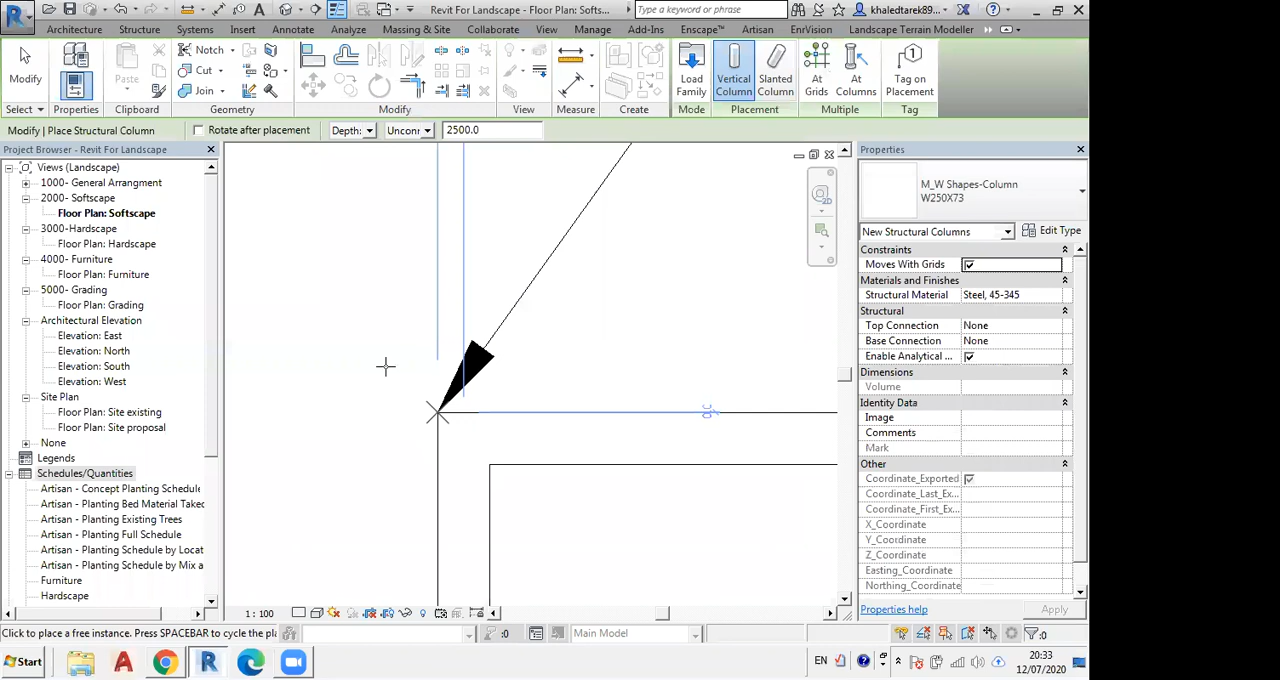 Revit For Landscape - Floor Plan: Softs...
Type a keyword or phrase
khaledtarek89...
Architecture Structure Systems Insert Annotate Analyze Massing & Site Collaborate View Manage Add-Ins Enscape™ Artisan EnrVision Landscape Terrain Modeller
Modify
Paste
Notch
Cut
Join
Load Family
Vertical Column
Slanted Column
At Grids
At Columns
Tag on Placement
Select Properties Clipboard Geometry Modify View Measure Create Mode Placement Multiple Tag
Modify | Place Structural Column
Rotate after placement
Depth:
Unconr
2500.0
Project Browser - Revit For Landscape
Views (Landscape)
1000- General Arrangment
2000- Softscape
Floor Plan: Softscape
3000-Hardscape
Floor Plan: Hardscape
4000- Furniture
Floor Plan: Furniture
5000- Grading
Floor Plan: Grading
Architectural Elevation
Elevation: East
Elevation: North
Elevation: South
Elevation: West
Site Plan
Floor Plan: Site existing
Floor Plan: Site proposal
None
Legends
Schedules/Quantities
Artisan - Concept Planting Schedule
Artisan - Planting Bed Material Takeo
Artisan - Planting Existing Trees
Artisan - Planting Full Schedule
Artisan - Planting Schedule by Locat
Artisan - Planting Schedule by Mix a
Furniture
Hardscape
2D
Properties
M_W Shapes-Column
W250X73
New Structural Columns
Edit Type
Constraints
Moves With Grids
Materials and Finishes
Structural Material Steel, 45-345
Structural
Top Connection None
Base Connection None
Enable Analytical ...
Dimensions
Volume
Identity Data
Image
Comments
Mark
Other
Coordinate_Exported
Coordinate_Last_Ex...
Coordinate_First_Ex...
X_Coordinate
Y_Coordinate
Z_Coordinate
Easting_Coordinate
Northing_Coordinate
Properties help
Apply
1 : 100
Click to place a free instance. Press SPACEBAR to cycle the pla
:0
Main Model
:0
Start
EN
20:33
12/07/2020